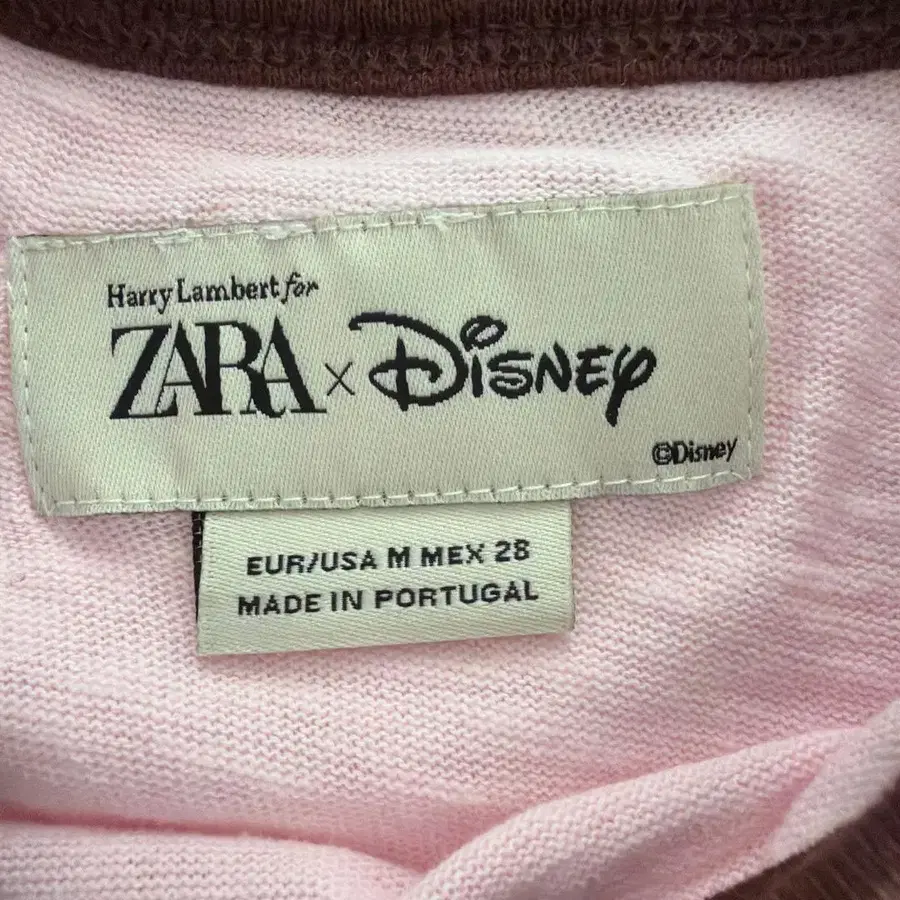 Harry Lambert for
ZARA x Disney
©Disney
EUR/USA M MEX 28
MADE IN PORTUGAL